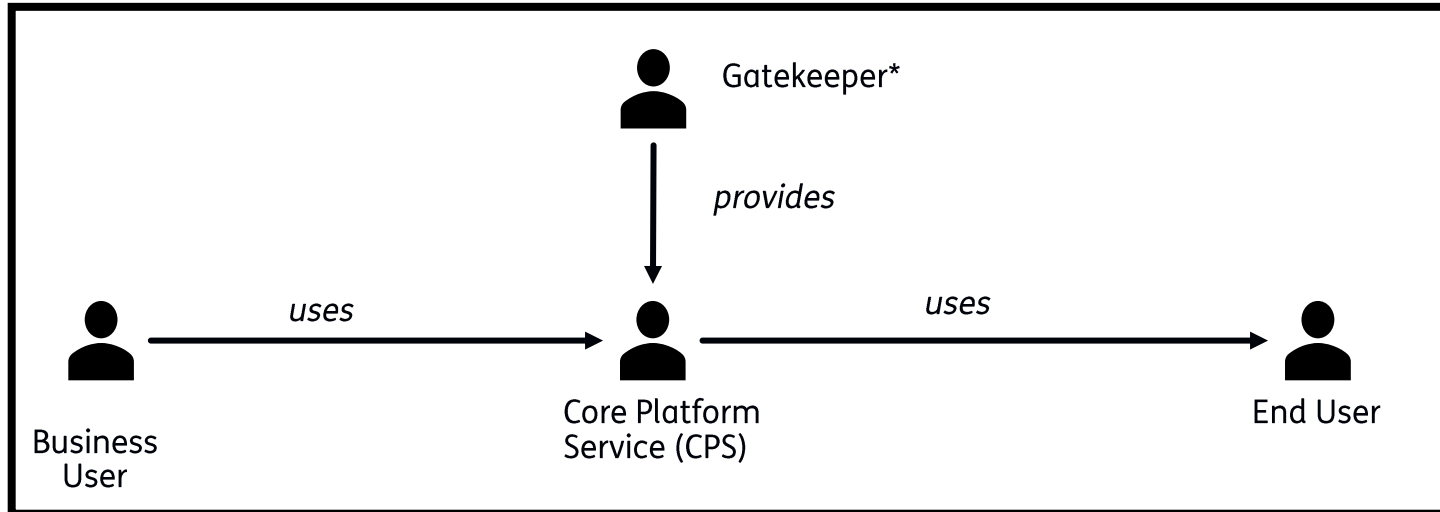 Gatekeeper*
provides
uses
uses
Core Platform
Service (CPS)
End User
Business
User